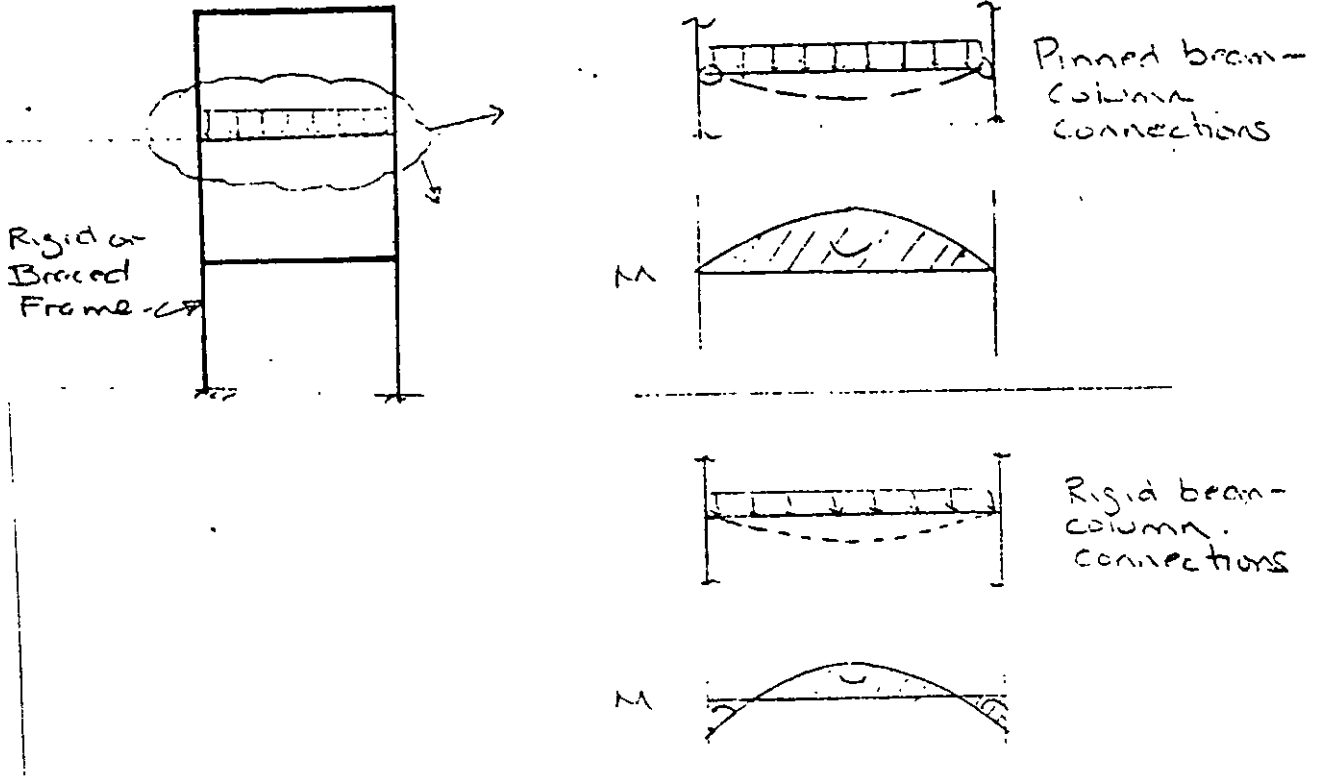 Pinned beam-
column
connections
Rigid or
Braced
Frame
M
Rigid beam-
column
connections
M